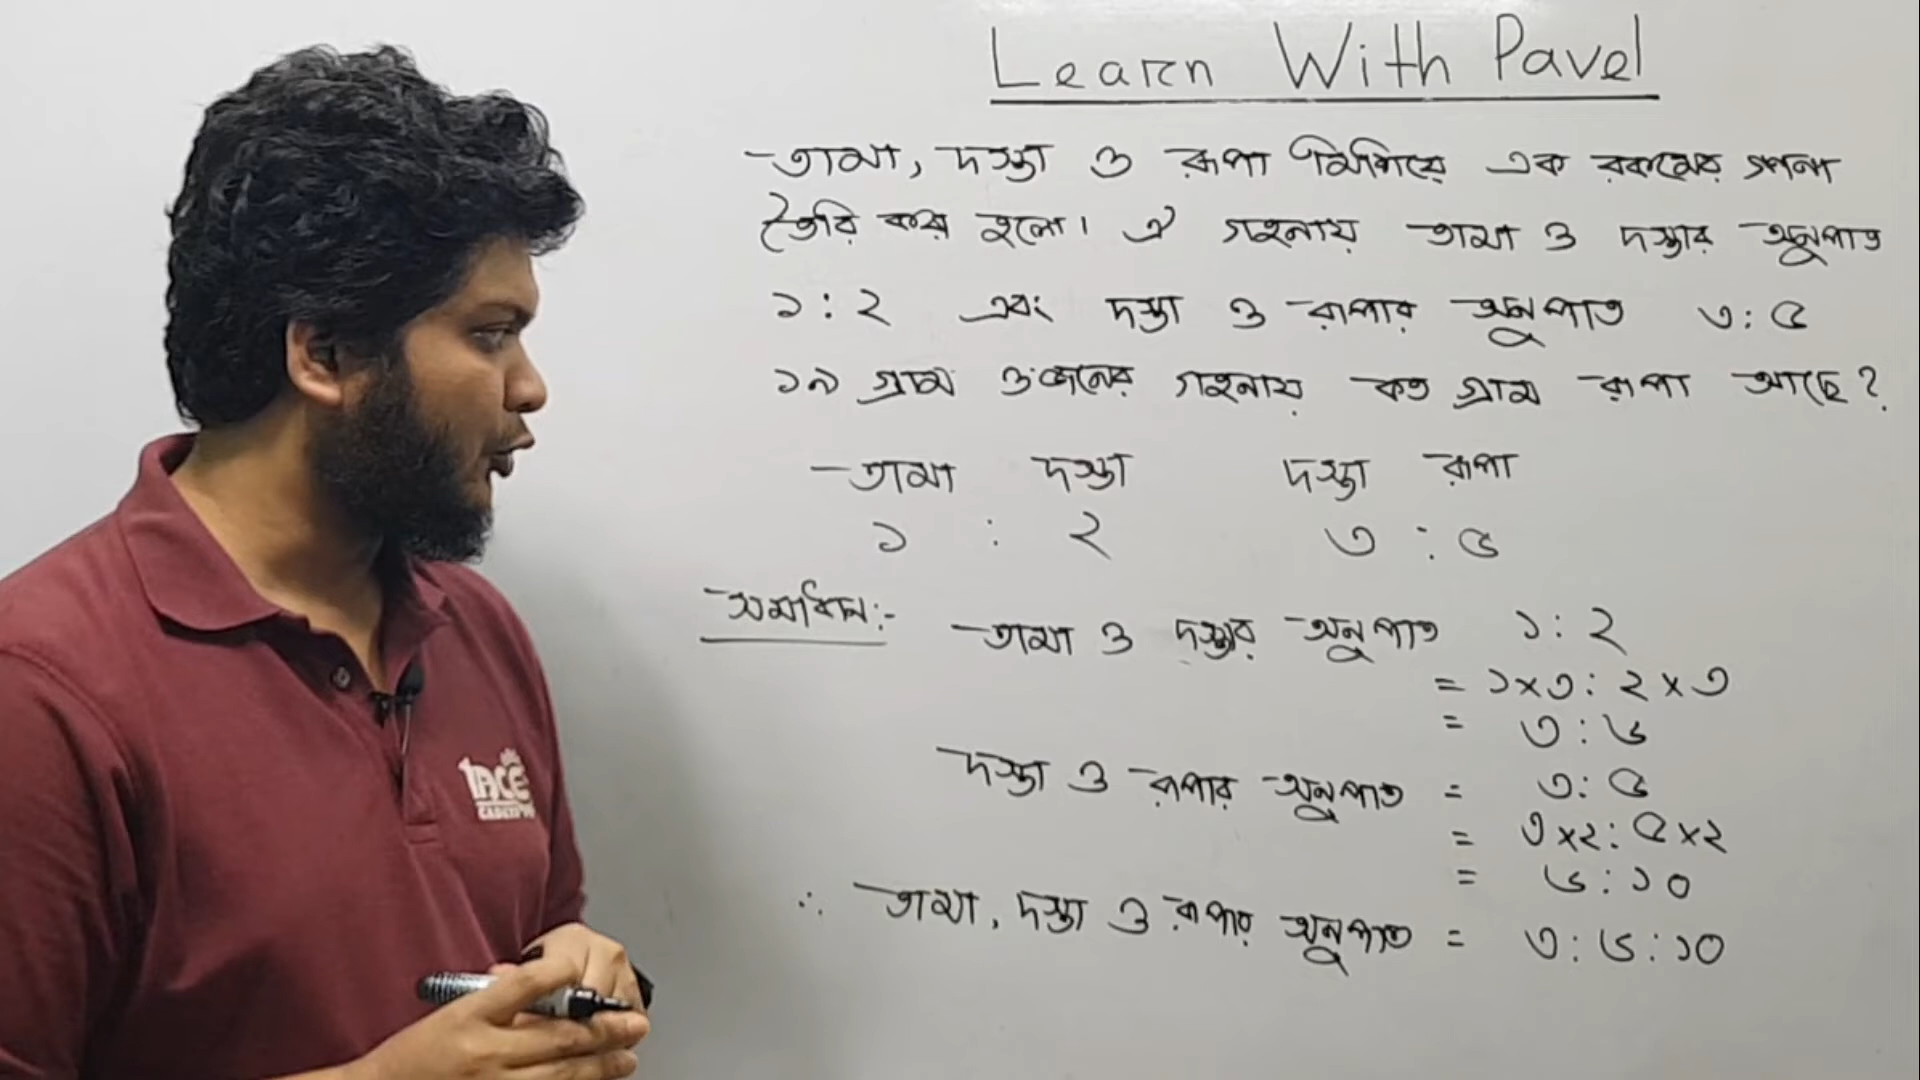 Learn With Pavel
তামা, দস্তা ও রূপা মিশিয়ে এক রকমের গহনা
তৈরি করা হলো। ঐ গহনায় তামা ও দস্তার অনুপাত
১ : ২ এবং দস্তা ও রূপার অনুপাত ৩ : ৫
১৯ গ্রাম ওজনের গহনায় কত গ্রাম রূপা আছে?
তামা দস্তা দস্তা রূপা
১ : ২ ৩ : ৫
সমাধান:- তামা ও দস্তার অনুপাত ১ : ২
= ১×৩ : ২×৩
= ৩ : ৬
দস্তা ও রূপার অনুপাত = ৩ : ৫
= ৩×২ : ৫×২
= ৬ : ১০
∴ তামা, দস্তা ও রূপার অনুপাত = ৩ : ৬ : ১০